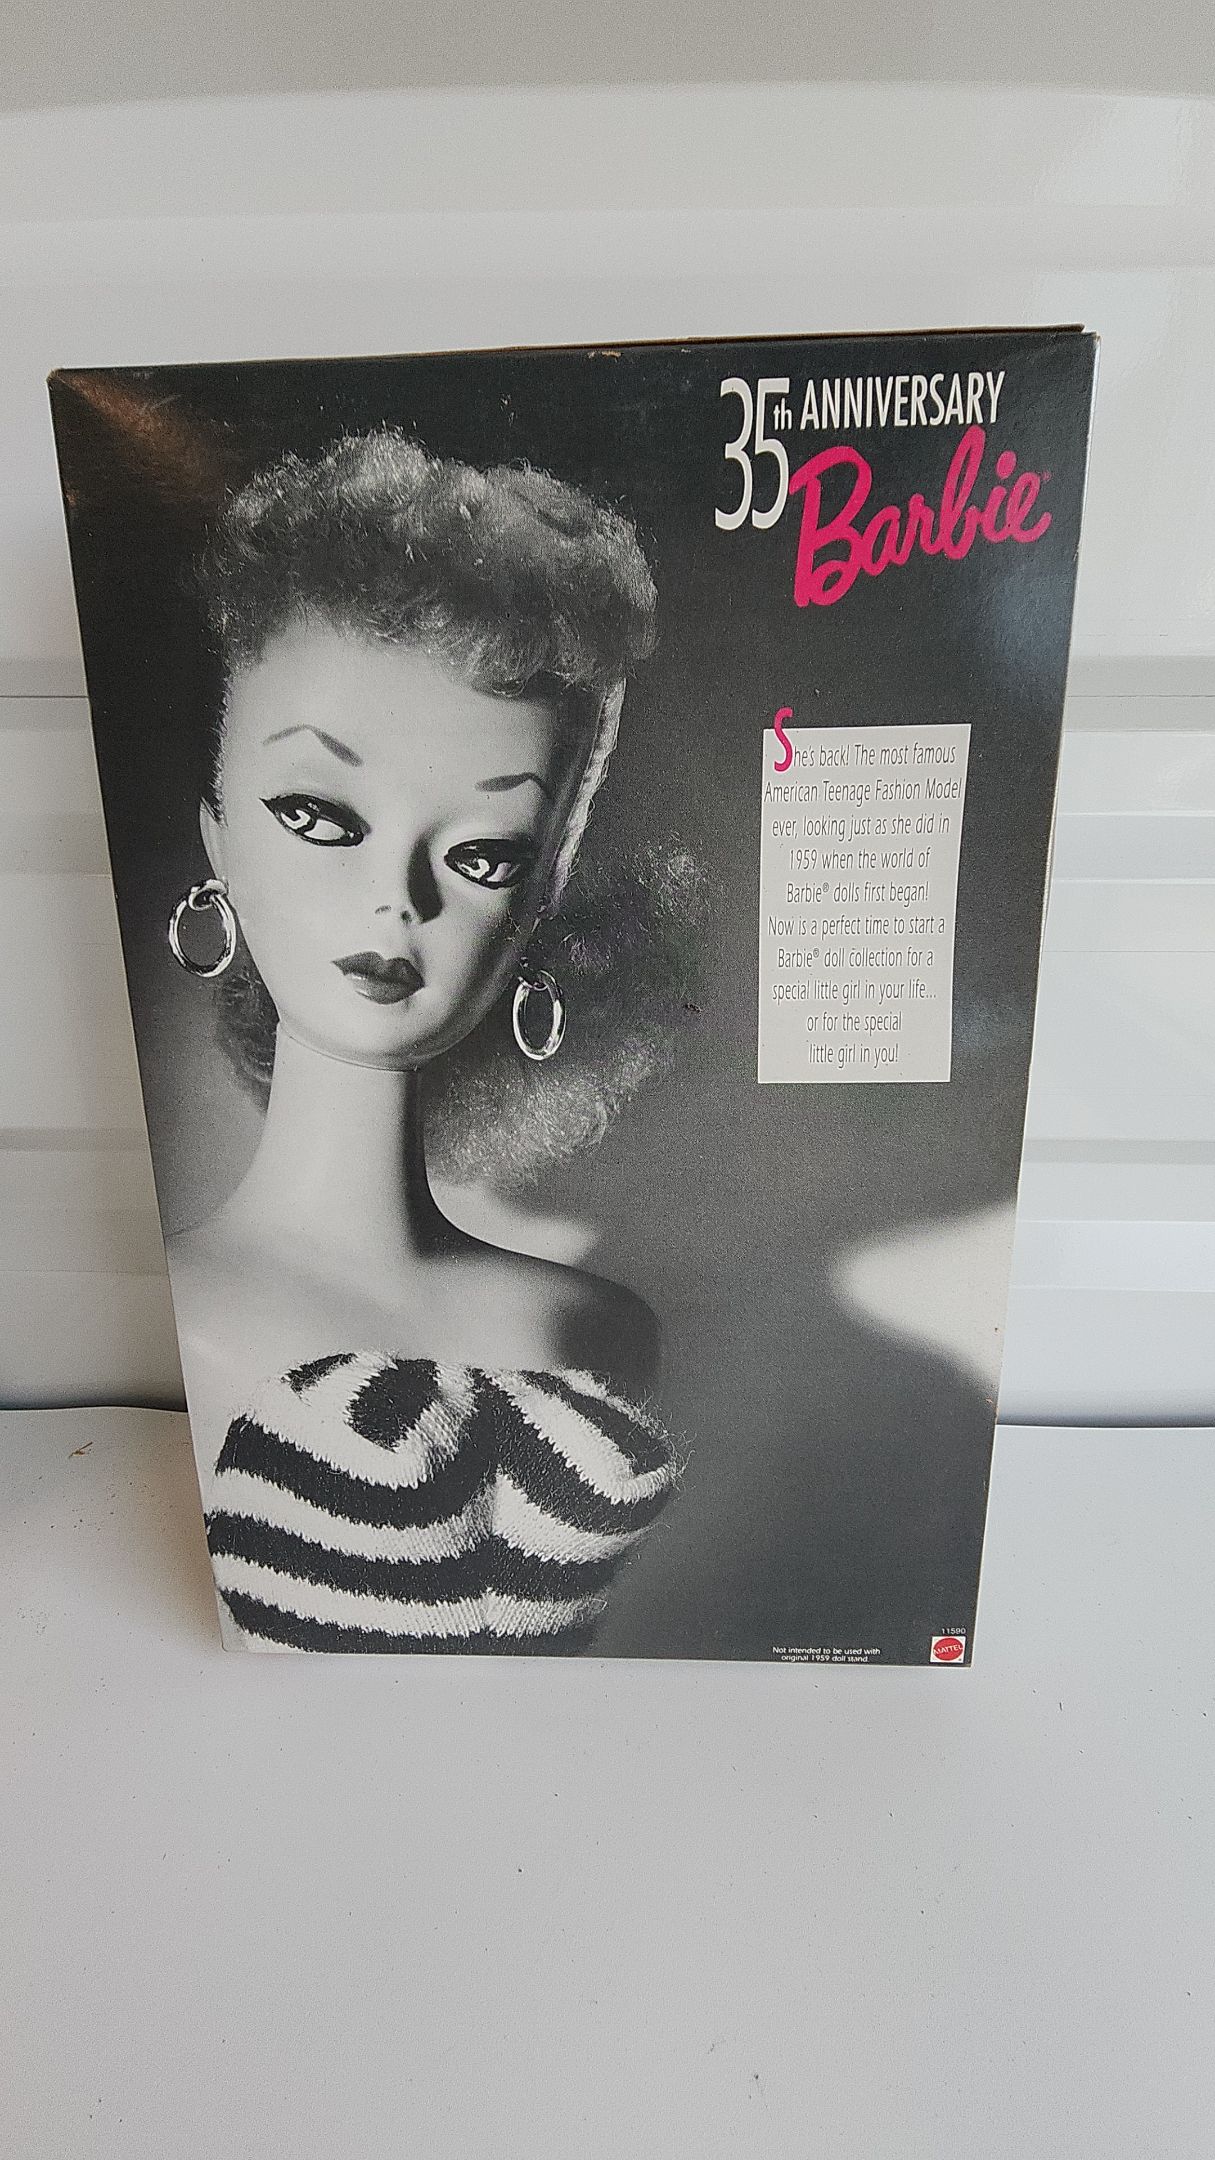 35th ANNIVERSARY
Barbie®
She's back! The most famous
American Teenage Fashion Model
ever, looking just as she did in
1959 when the world of
Barbie® dolls first began!
Now is a perfect time to start a
Barbie® doll collection for a
special little girl in your life...
or for the special
little girl in you!
Not intended to be used with
original 1959 doll stand
11590
MATTEL